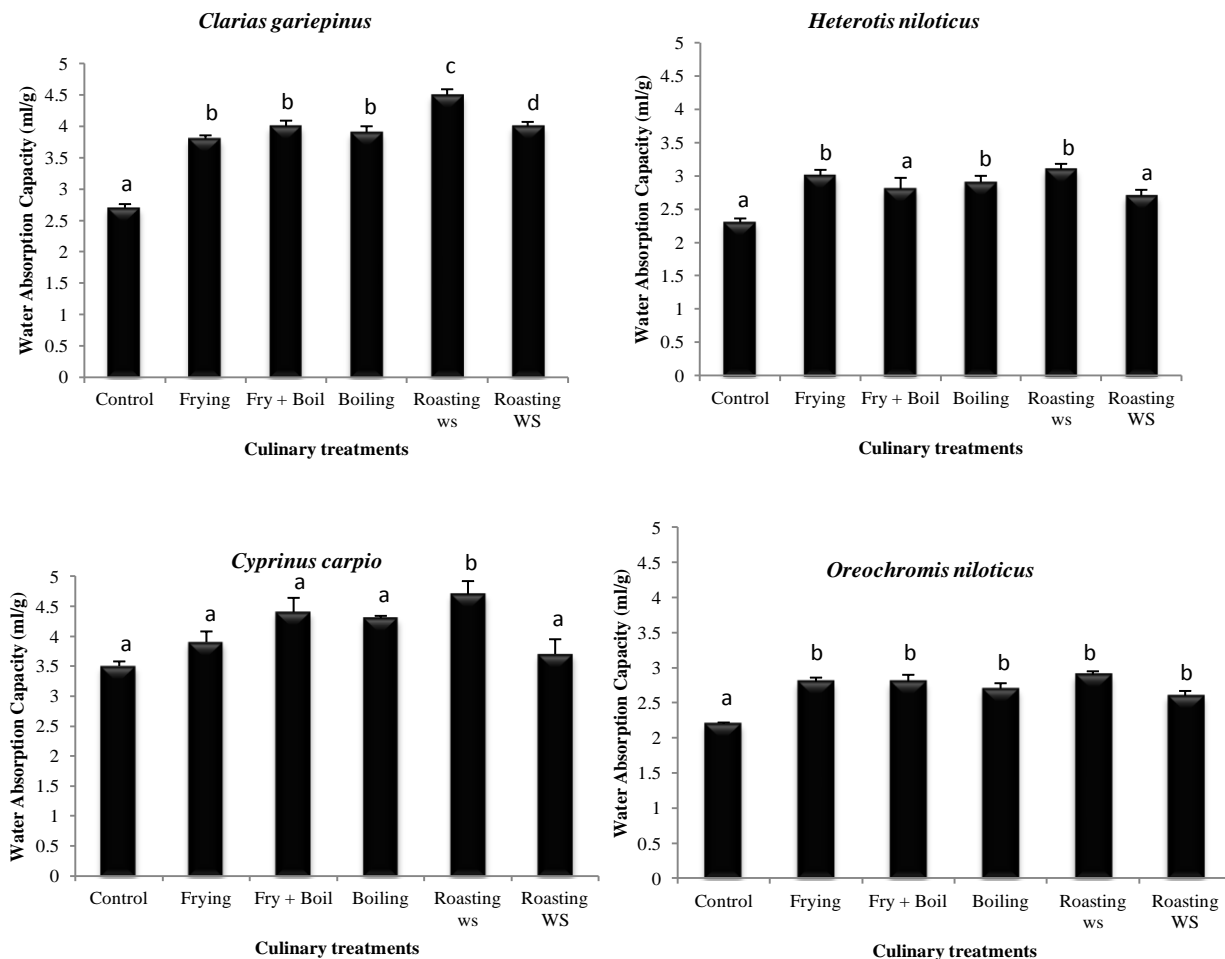 Clarias gariepinus
Water Absorption Capacity (ml/g)
5
4.5
4
3.5
3
2.5
2
1.5
1
0.5
0
a
b
b
b
c
d
Control
Frying
Fry + Boil
Boiling
Roasting
ws
Roasting
WS
Culinary treatments
Heterotis niloticus
Water Absorption Capacity (ml/g)
5
4.5
4
3.5
3
2.5
2
1.5
1
0.5
0
a
b
a
b
b
a
Control
Frying
Fry + Boil
Boiling
Roasting
ws
Roasting
WS
Culinary treatments
Cyprinus carpio
Water Absorption Capacity (ml/g)
5
4.5
4
3.5
3
2.5
2
1.5
1
0.5
0
a
a
a
a
b
a
Control
Frying
Fry + Boil
Boiling
Roasting
ws
Roasting
WS
Culinary treatments
Oreochromis niloticus
Water Absorption Capacity (ml/g)
5
4.5
4
3.5
3
2.5
2
1.5
1
0.5
0
a
b
b
b
b
b
Control
Frying
Fry + Boil
Boiling
Roasting
ws
Roasting
WS
Culinary treatments